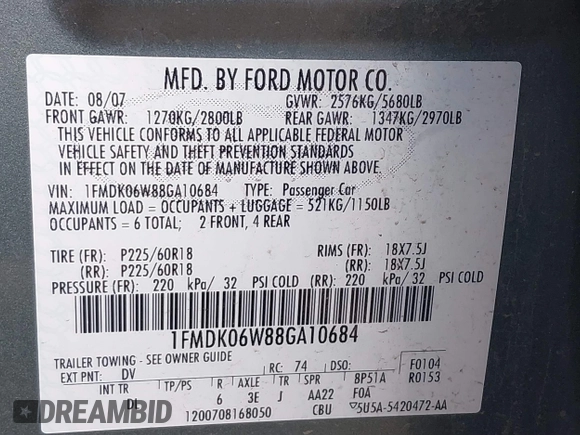 MFD. BY FORD MOTOR CO.
DATE: 08/07 GVWR: 2576KG/5680LB
FRONT GAWR: 1270KG/2800LB REAR GAWR: 1347KG/2970LB
THIS VEHICLE CONFORMS TO ALL APPLICABLE FEDERAL MOTOR
VEHICLE SAFETY AND THEFT PREVENTION STANDARDS
IN EFFECT ON THE DATE OF MANUFACTURE SHOWN ABOVE.
VIN: 1FMDK06W88GA10684 TYPE: Passenger Car
MAXIMUM LOAD = OCCUPANTS + LUGGAGE = 521KG/1150LB
OCCUPANTS = 6 TOTAL; 2 FRONT, 4 REAR
TIRE (FR): P225/60R18 RIMS (FR): 18X7.5J
(RR): P225/60R18 (RR): 18X7.5J
PRESSURE (FR): 220 kPa/ 32 PSI COLD (RR): 220 kPa/ 32 PSI COLD
1FMDK06W88GA10684
TRAILER TOWING - SEE OWNER GUIDE
EXT PNT: DV RC: 74 DSO: F0104
INT TR TP/PS R AXLE TR SPR BP51A R0153
DL 6 3E J AA22 F0A
1200708168050 CBU 5U5A-5420472-AA
DREAMBID